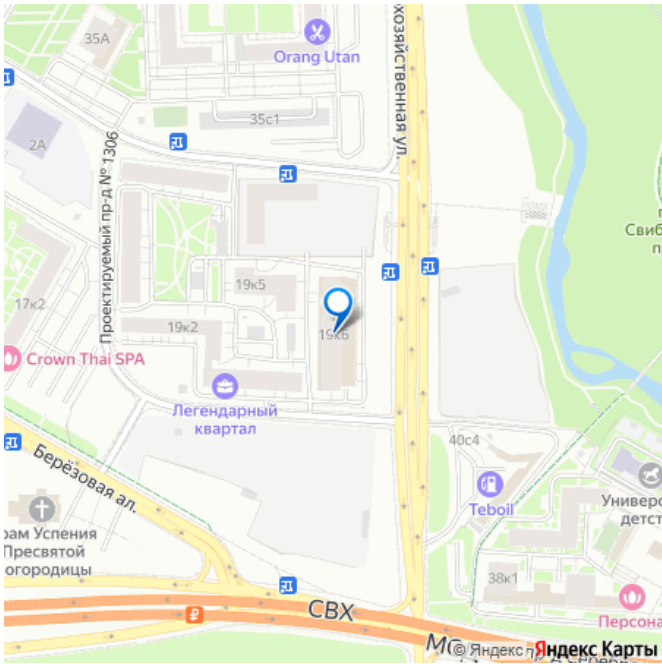 35А
Orang Utan
35с1
хозяйственная ул.
2А
Проектируемый пр-д № 1306
Свиб
п
19к5
17к2
19к2
19к6
Crown Thai SPA
Легендарный
квартал
40с4
Берёзовая ал.
Teboil
Универс
детст
рам Успения
Пресвятой
огородицы
38к1
СВХ
Персона
© Яндекс Яндекс Карты